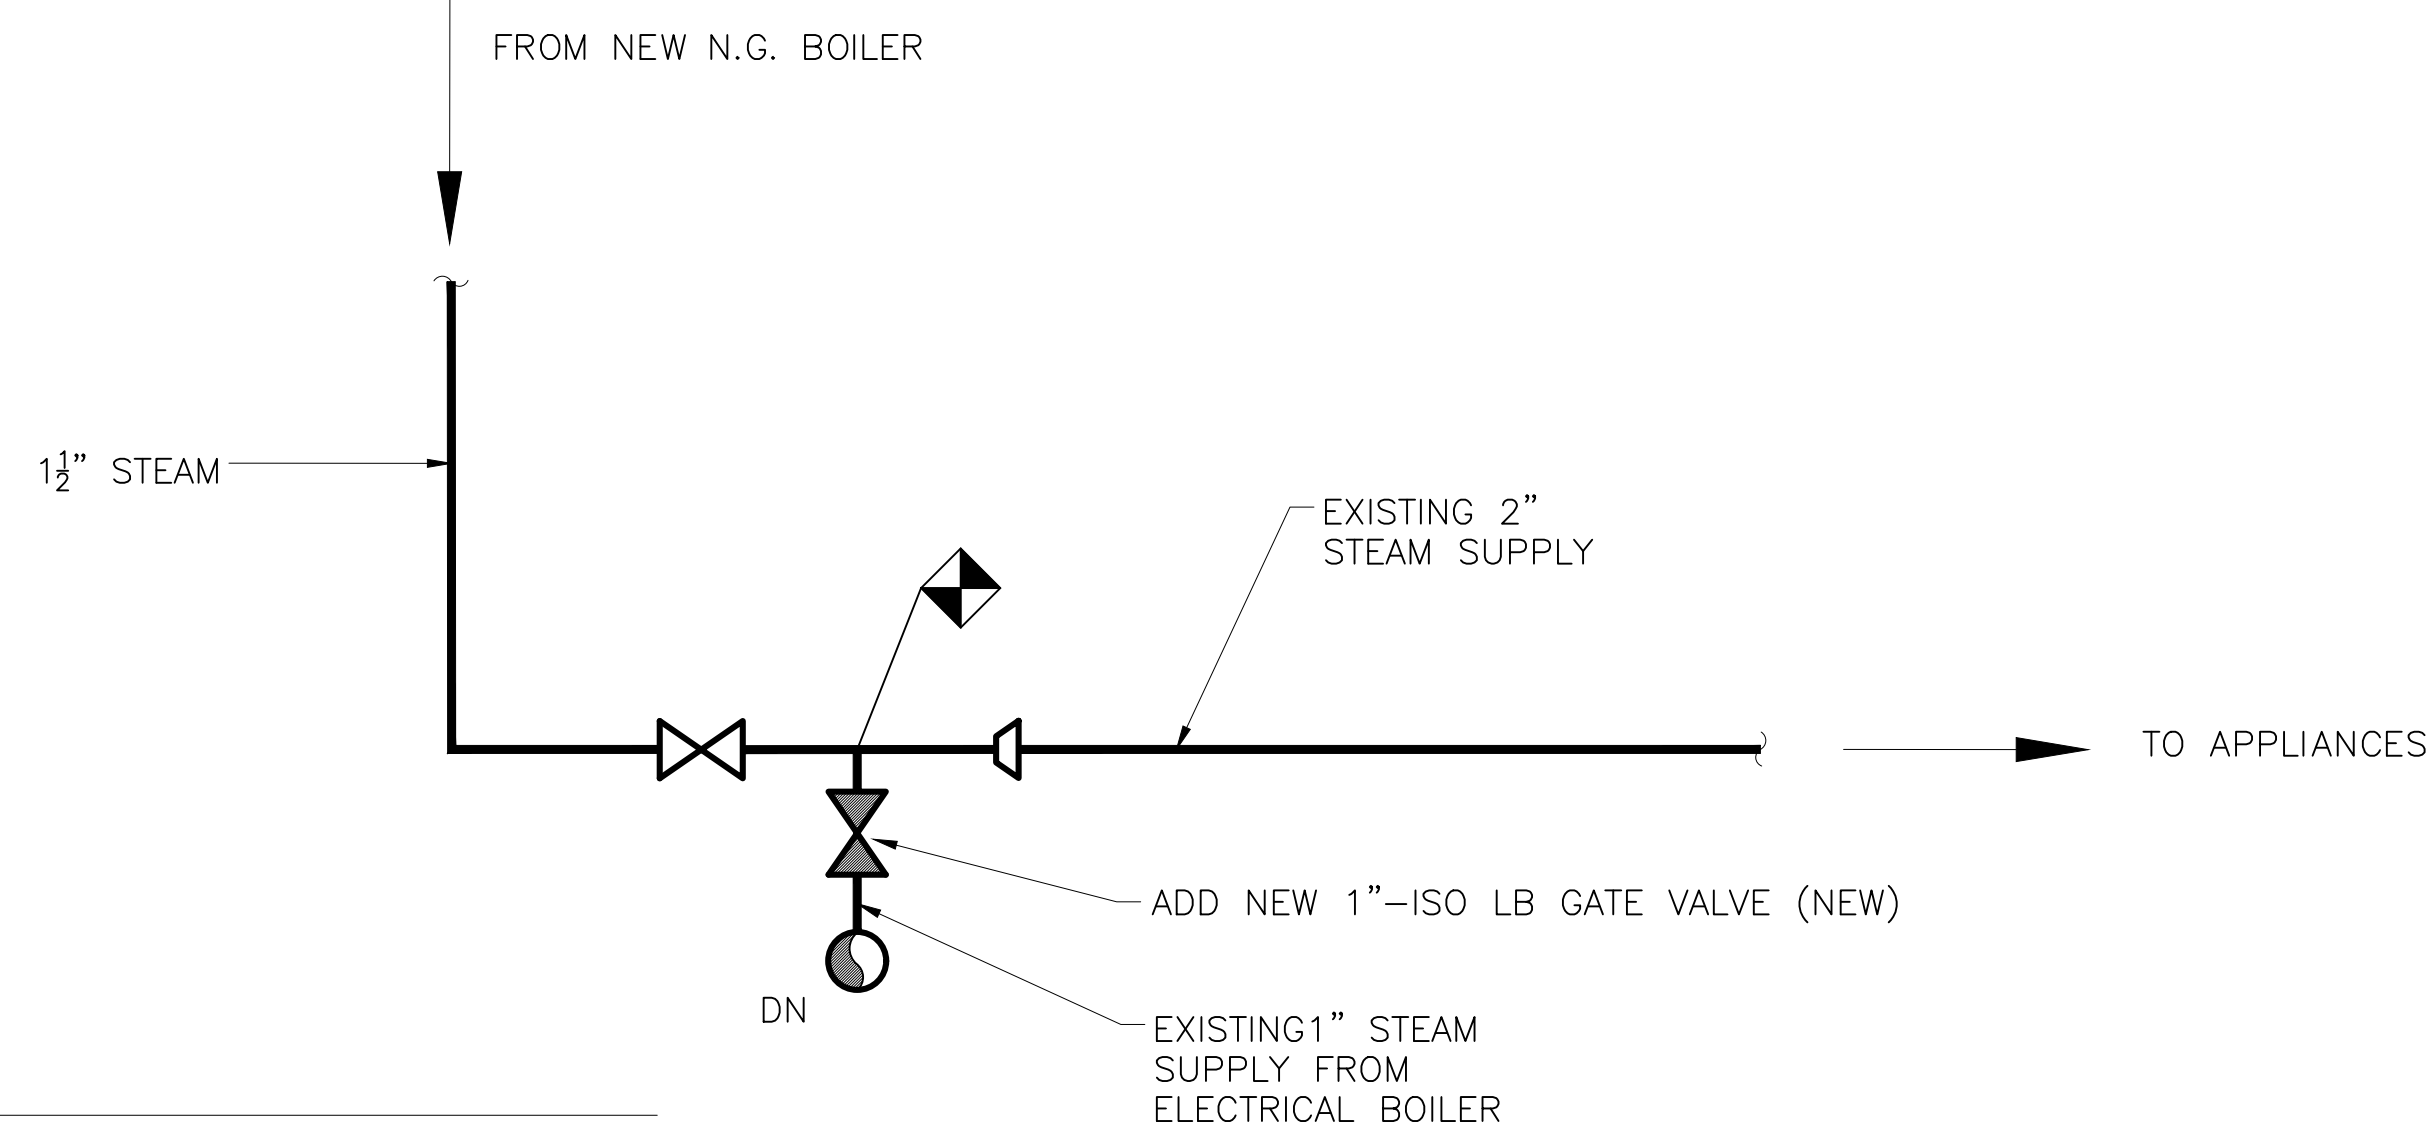 FROM NEW N.G. BOILER
1½” STEAM
EXISTING 2”
STEAM SUPPLY
TO APPLIANCES
ADD NEW 1”-ISO LB GATE VALVE (NEW)
DN
EXISTING1” STEAM
SUPPLY FROM
ELECTRICAL BOILER